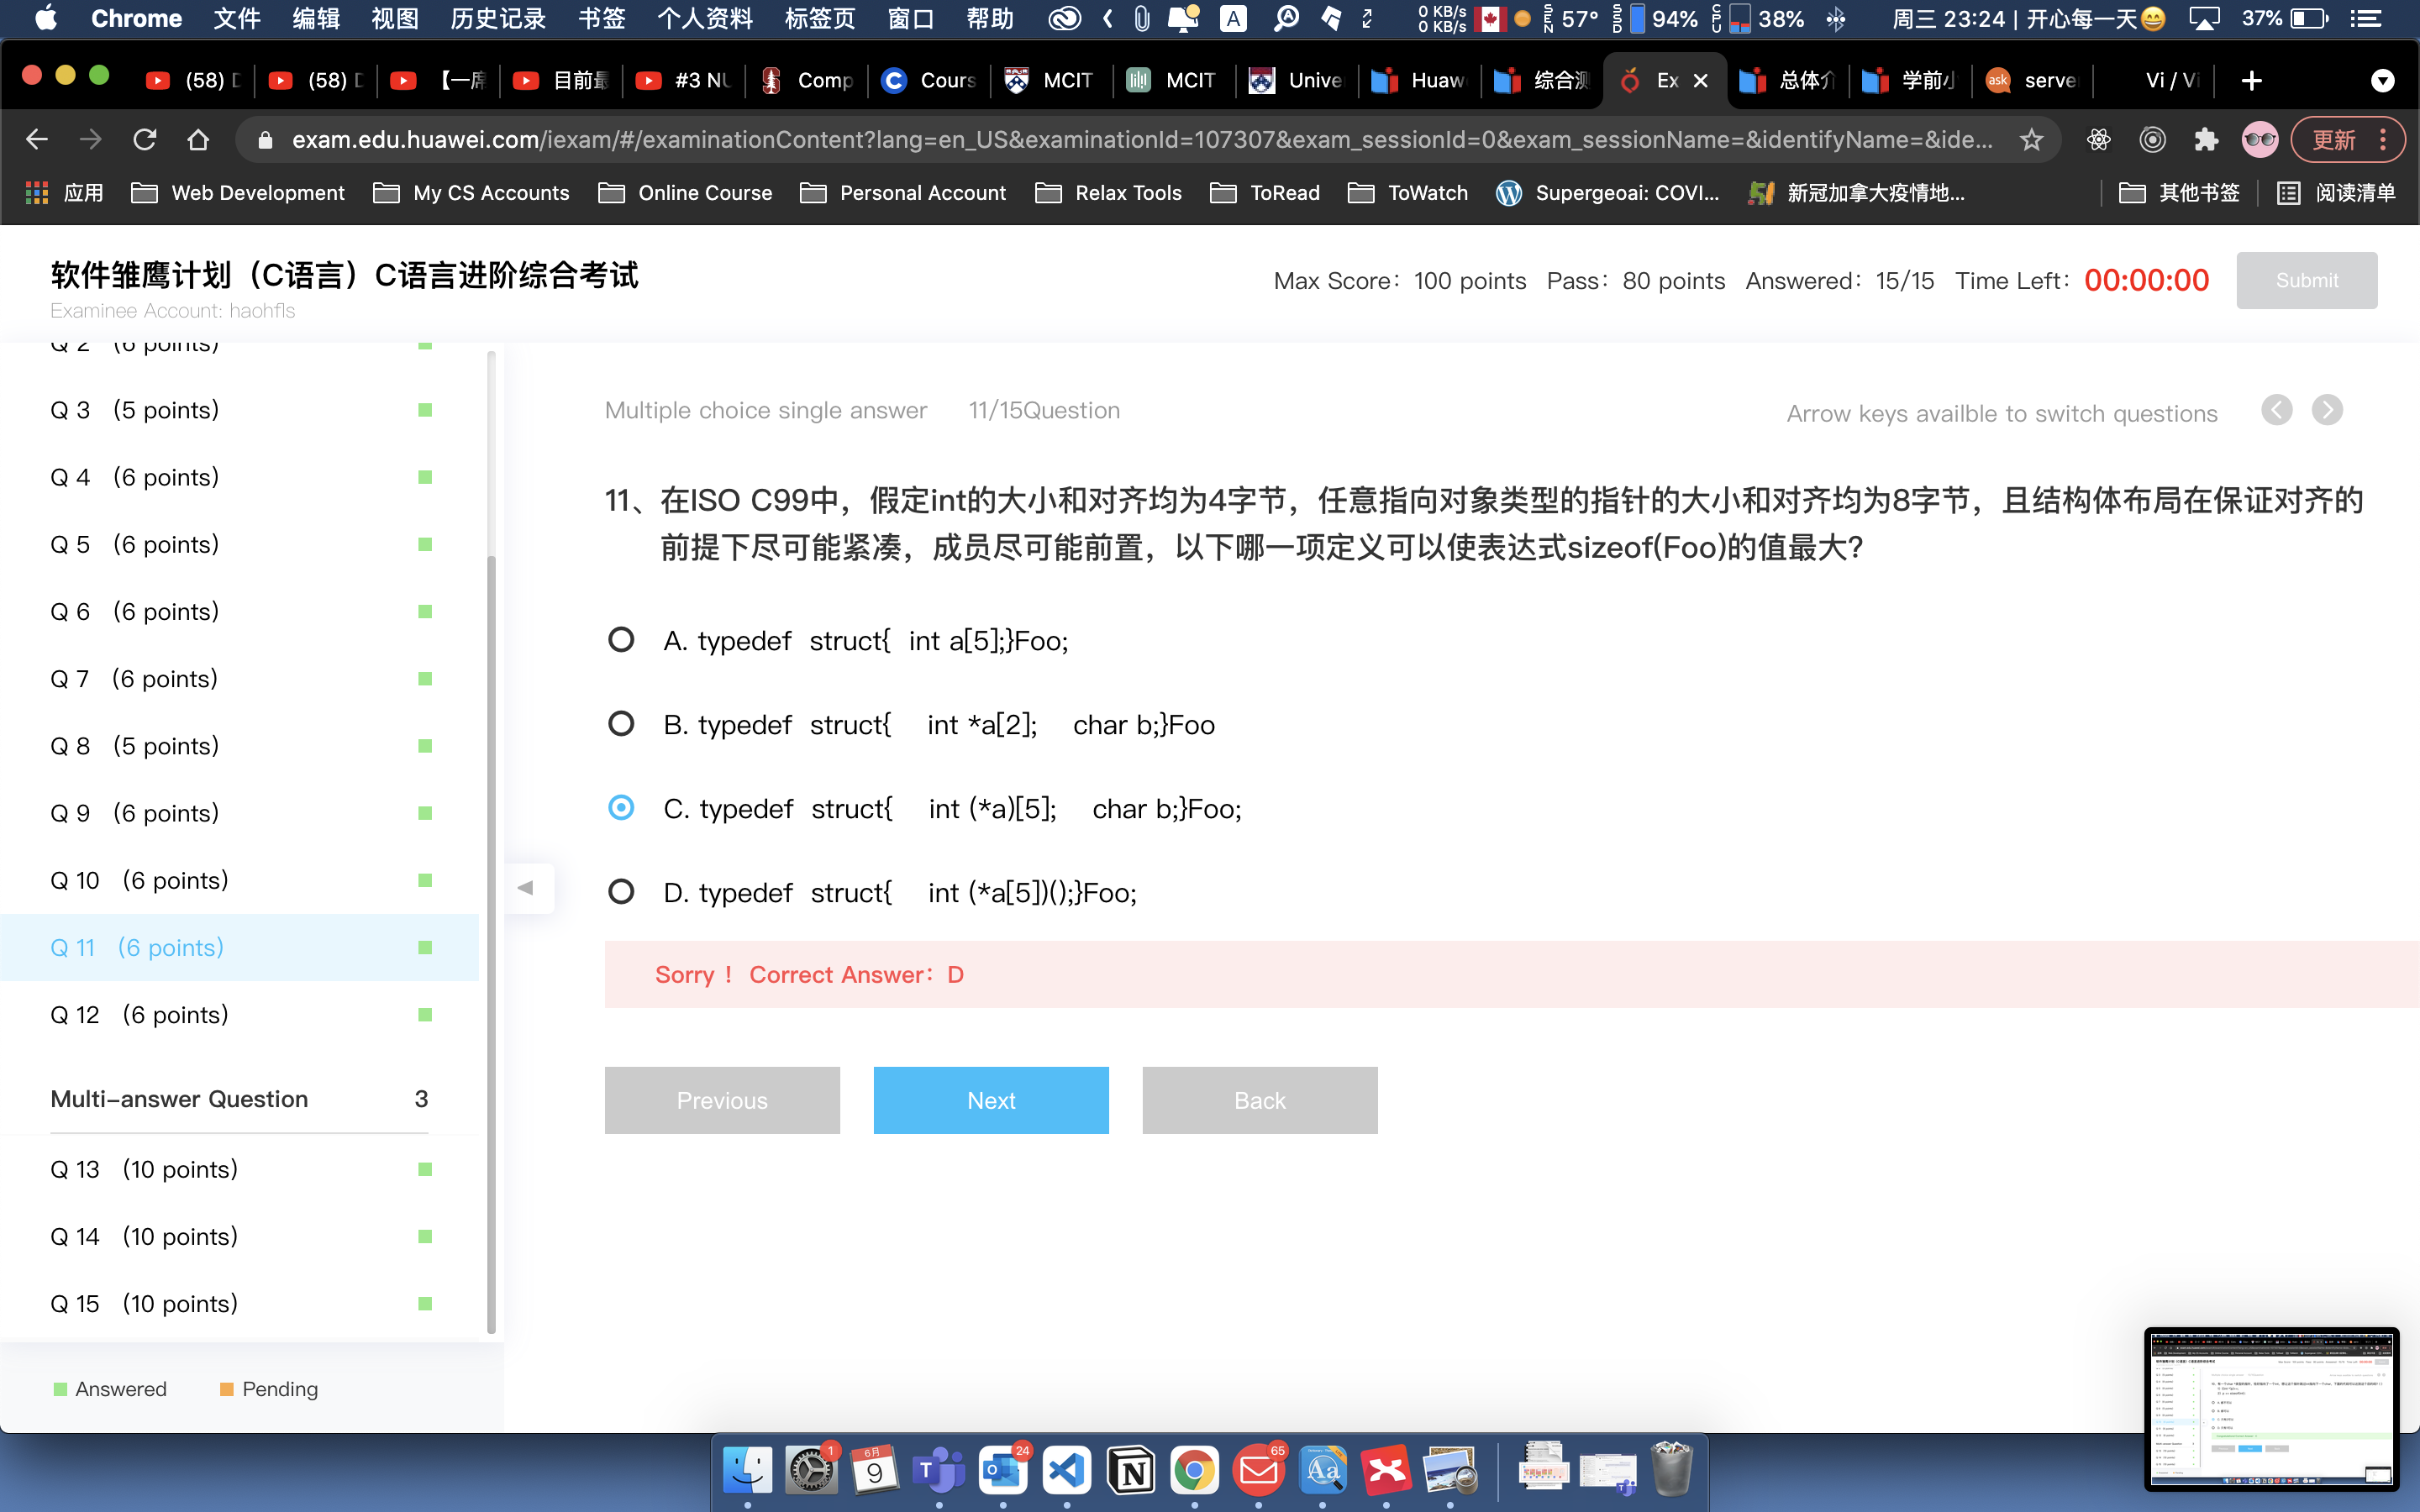 Chrome 文件 编辑 视图 历史记录 书签 个人资料 标签页 窗口 帮助 A 0 KB/s 0 KB/s SEN 57° SSD 94% CPU 38% 周三 23:24 | 开心每一天😄 37%
(58) (58) 【一席 目前最 #3 NU Comp Cours MCIT MCIT Unive Huaw 综合测 Ex 总体介 学前小 ask serve Vi / Vi
exam.edu.huawei.com/iexam/#/examinationContent?lang=en_US&examinationId=107307&exam_sessionId=0&exam_sessionName=&identifyName=&ide... 更新
应用 Web Development My CS Accounts Online Course Personal Account Relax Tools ToRead ToWatch Supergeoai: COVI... 新冠加拿大疫情地... 其他书签 阅读清单
软件雏鹰计划（C语言）C语言进阶综合考试
Examinee Account: haohfls
Max Score：100 points Pass：80 points Answered：15/15 Time Left：00:00:00 Submit
Q 2 (6 points)
Q 3 (5 points)
Q 4 (6 points)
Q 5 (6 points)
Q 6 (6 points)
Q 7 (6 points)
Q 8 (5 points)
Q 9 (6 points)
Q 10 (6 points)
Q 11 (6 points)
Q 12 (6 points)
Multi-answer Question 3
Q 13 (10 points)
Q 14 (10 points)
Q 15 (10 points)
Answered Pending
Multiple choice single answer 11/15Question Arrow keys availble to switch questions
11、在ISO C99中，假定int的大小和对齐均为4字节，任意指向对象类型的指针的大小和对齐均为8字节，且结构体布局在保证对齐的
前提下尽可能紧凑，成员尽可能前置，以下哪一项定义可以使表达式sizeof(Foo)的值最大?
A. typedef struct{ int a[5];}Foo;
B. typedef struct{ int *a[2]; char b;}Foo
C. typedef struct{ int (*a)[5]; char b;}Foo;
D. typedef struct{ int (*a[5])();}Foo;
Sorry！ Correct Answer：D
Previous Next Back
1 6月 9 T 24 N 65 Aa